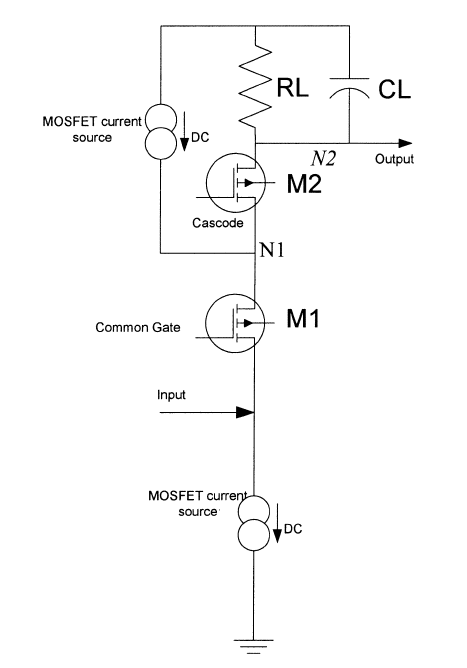 RL
CL
MOSFET current
source
DC
N2
Output
M2
Cascode
N1
M1
Common Gate
Input
MOSFET current
source
DC